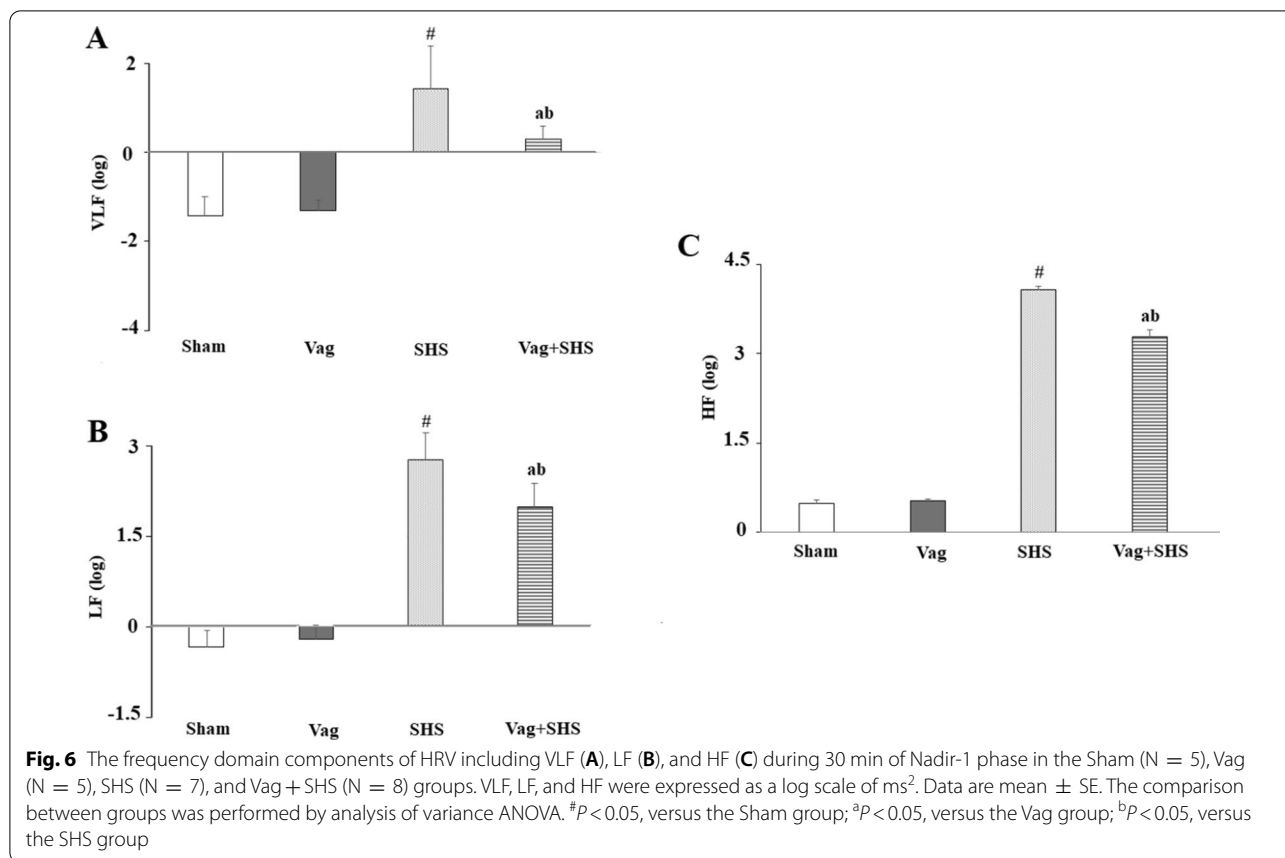 A
#
2
ab
0
VLF (log)
-2
-4
Sham Vag SHS Vag+SHS
B
#
3
ab
1.5
LF (log)
0
-1.5
Sham Vag SHS Vag+SHS
C
4.5
#
ab
3
HF (log)
1.5
0
Sham Vag SHS Vag+SHS
Fig. 6 The frequency domain components of HRV including VLF (A), LF (B), and HF (C) during 30 min of Nadir-1 phase in the Sham (N = 5), Vag
(N = 5), SHS (N = 7), and Vag + SHS (N = 8) groups. VLF, LF, and HF were expressed as a log scale of ms². Data are mean ± SE. The comparison
between groups was performed by analysis of variance ANOVA. #P < 0.05, versus the Sham group; ᵃP < 0.05, versus the Vag group; ᵇP < 0.05, versus
the SHS group